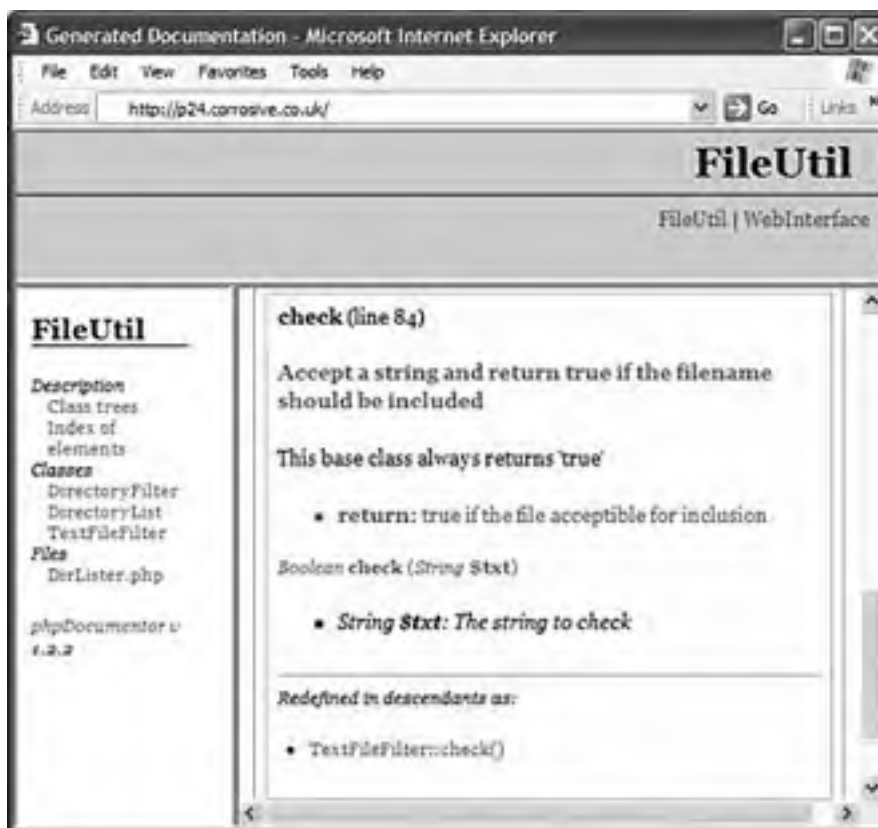 Generated Documentation - Microsoft Internet Explorer
File Edit View Favorites Tools Help
Address http://p24.corrosive.co.uk/ Go Links »
FileUtil
FileUtil | WebInterface
FileUtil
Description
Class trees
Index of
elements
Classes
DirectoryFilter
DirectoryList
TextFileFilter
Files
DirLister.php
phpDocumentor v
1.2.2
check (line 84)
Accept a string and return true if the filename
should be included
This base class always returns 'true'
• return: true if the file acceptible for inclusion
Boolean check (String $txt)
• String $txt: The string to check
Redefined in descendants as:
• TextFileFilter::check()